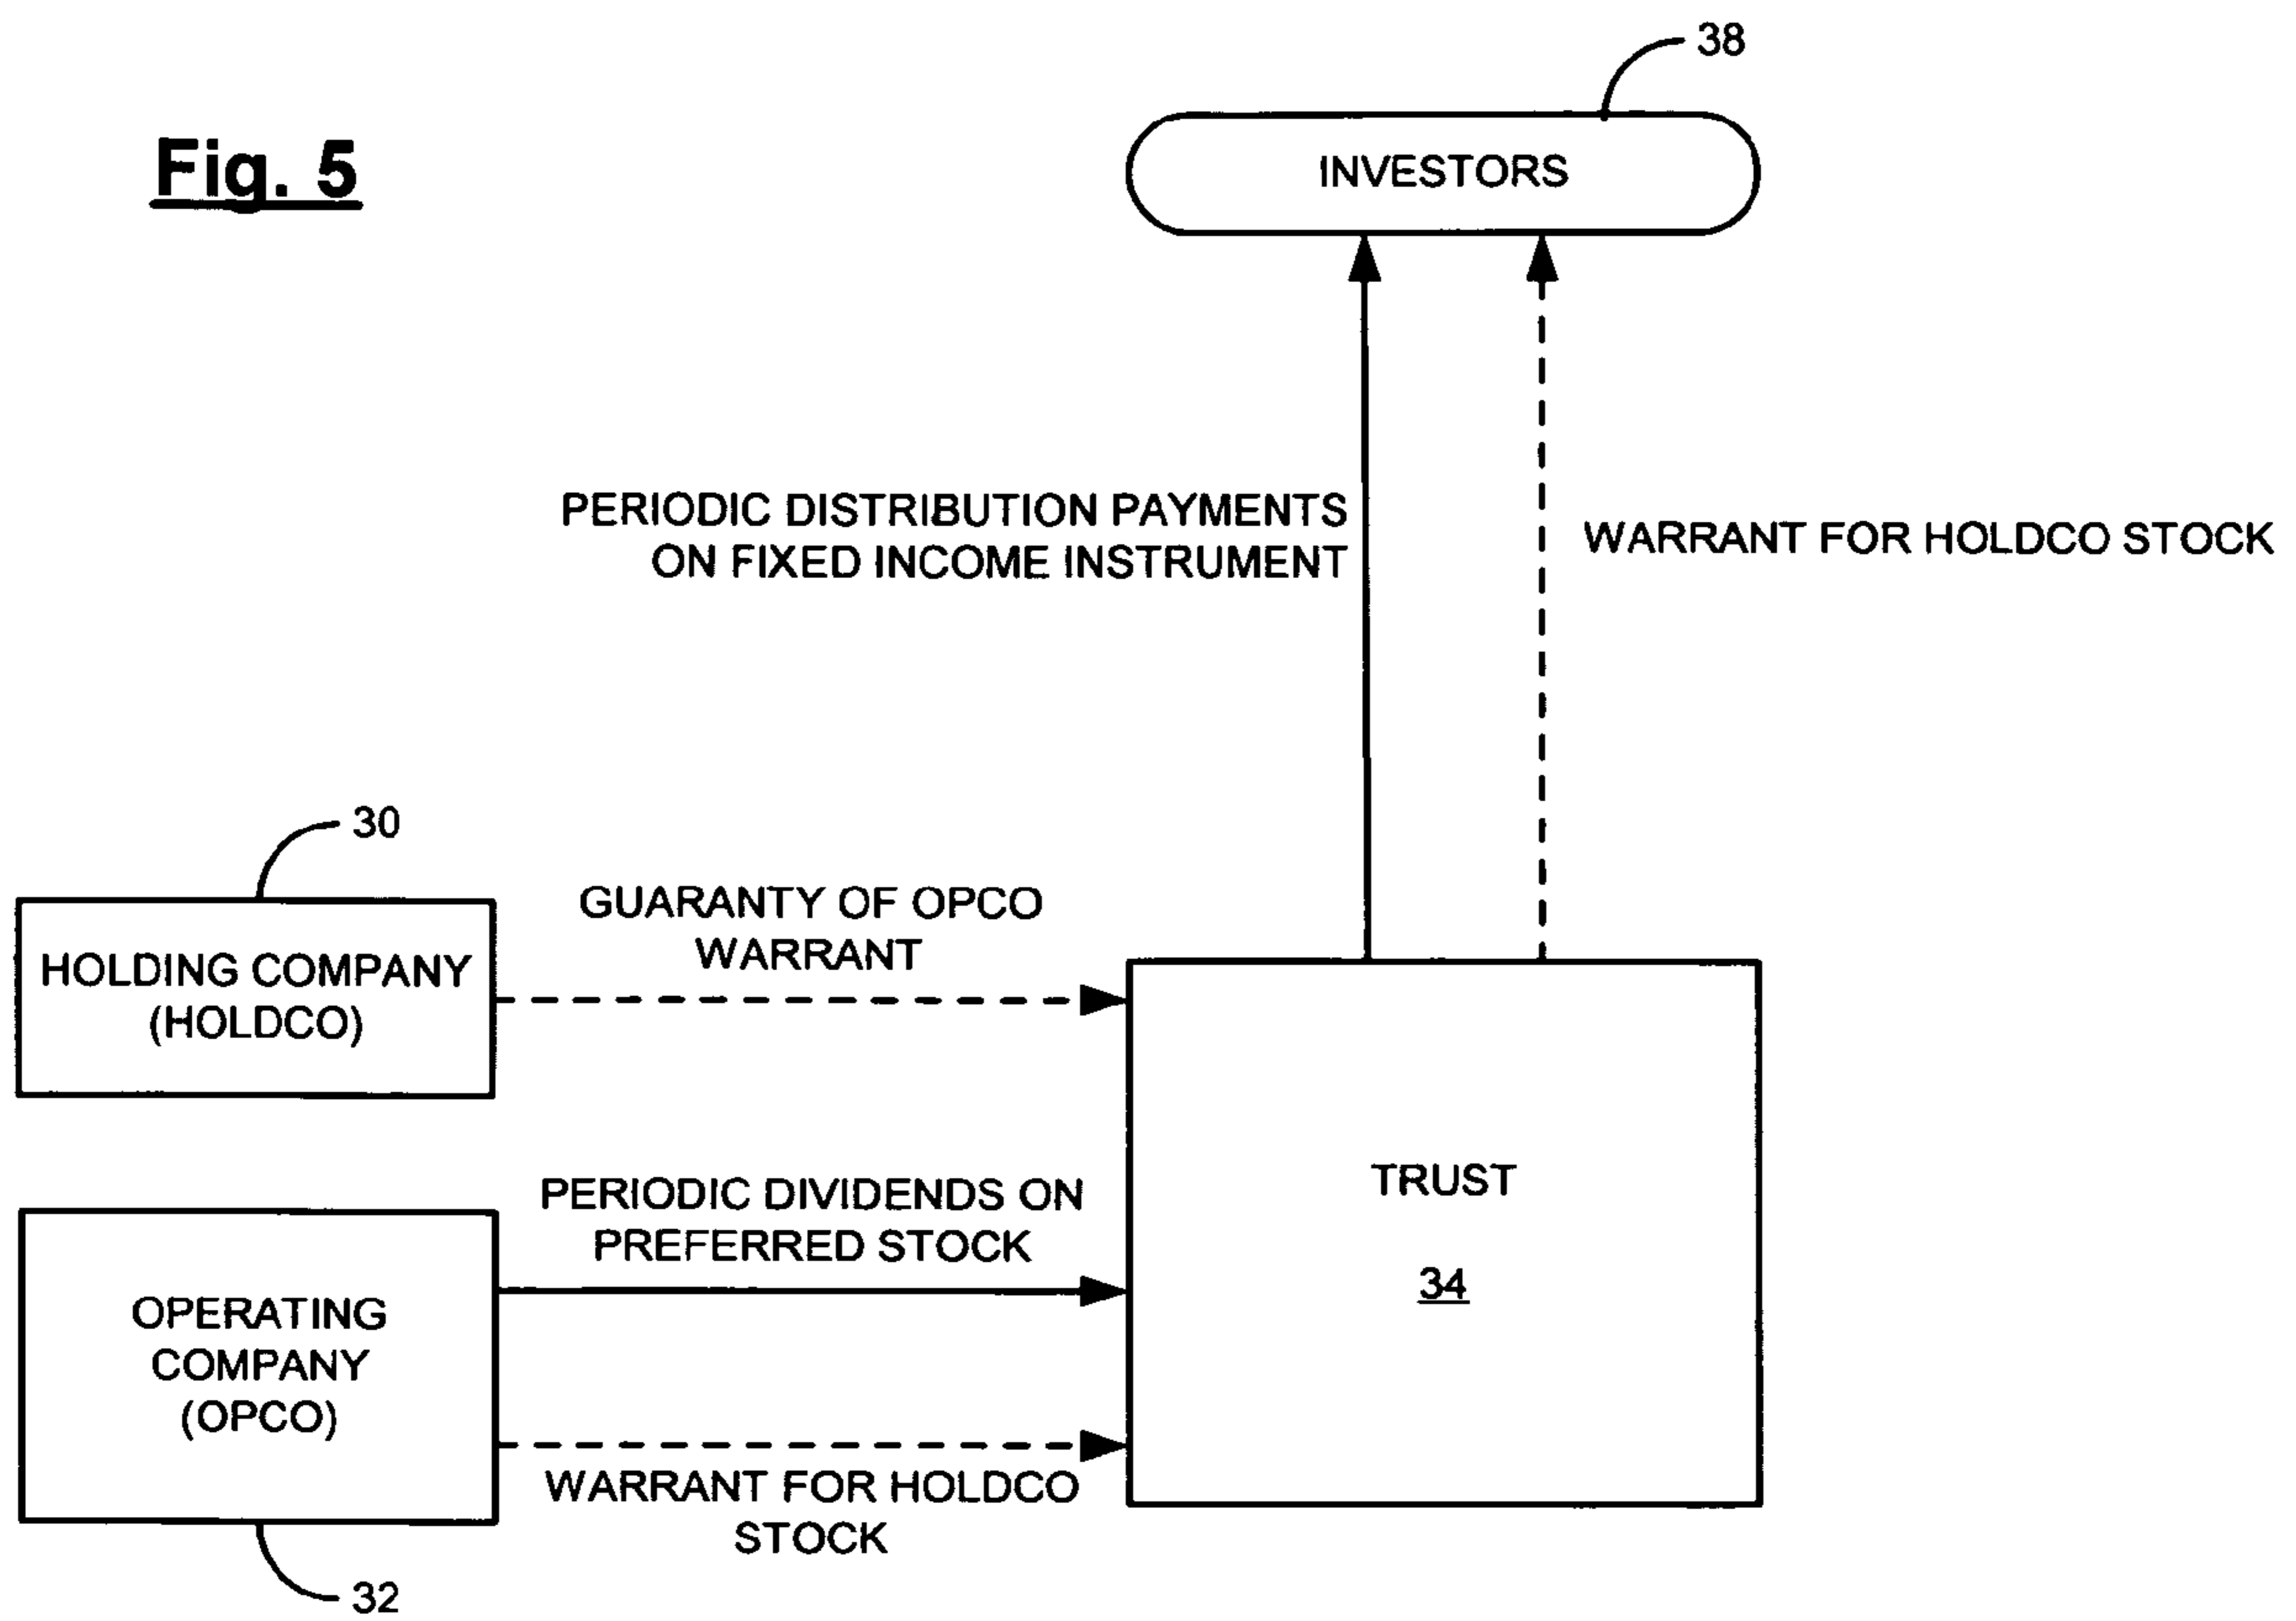 38
Fig. 5
INVESTORS
PERIODIC DISTRIBUTION PAYMENTS
ON FIXED INCOME INSTRUMENT
WARRANT FOR HOLDCO STOCK
30
GUARANTY OF OPCO
WARRANT
HOLDING COMPANY
(HOLDCO)
PERIODIC DIVIDENDS ON
PREFERRED STOCK
TRUST
34
OPERATING
COMPANY
(OPCO)
WARRANT FOR HOLDCO
STOCK
32